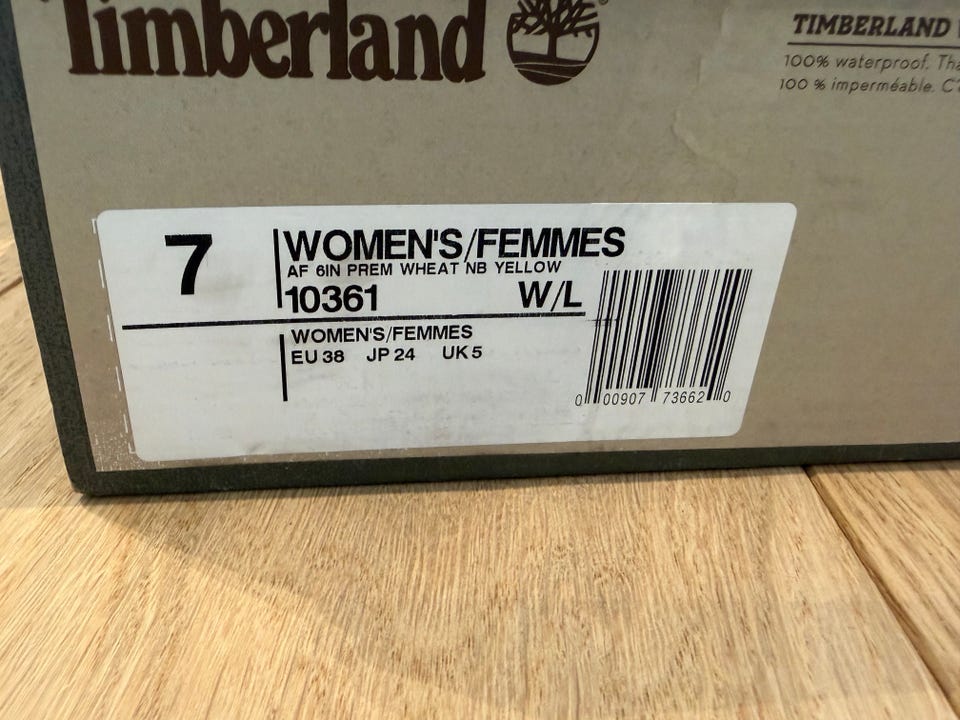 Timberland
TIMBERLAND
100% waterproof.
100 % imperméable.
7
WOMEN'S/FEMMES
AF 6IN PREM WHEAT NB YELLOW
10361 W/L
WOMEN'S/FEMMES
EU 38 JP 24 UK 5
0 00907 73662 0